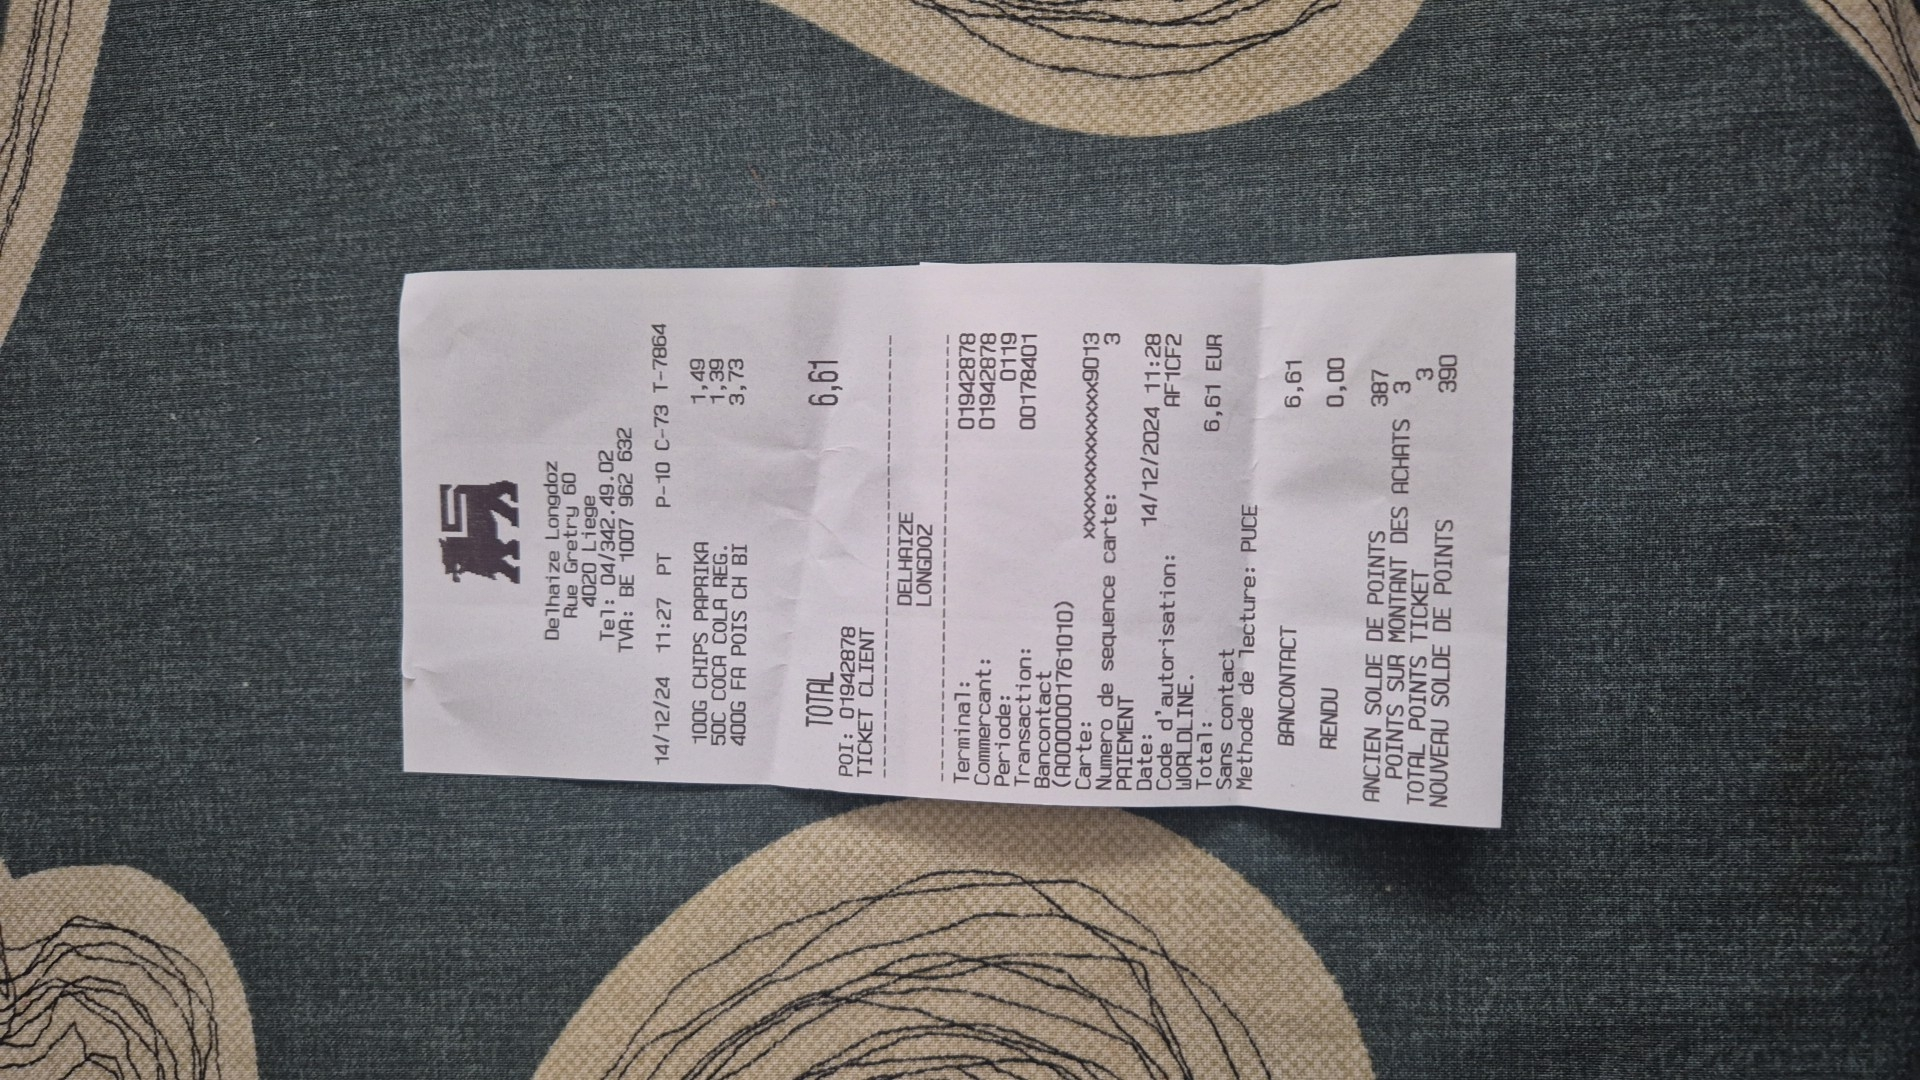 Delhaize Longdoz
Rue Gretry 60
4020 Liege
Tel: 04/342.49.02
TVA: BE 1007 962 632
14/12/24 11:27 PT P-10 C-73 T-7864
100G CHIPS PAPRIKA 1,49
50C COCA COLA REG. 1,39
400G FA POIS CH BI 3,73
TOTAL 6,61
POI: 01942878
TICKET CLIENT
DELHAIZE
LONGDOZ
Terminal: 01942878
Commercant: 01942878
Periode: 0119
Transaction: 00178401
Bancontact
(A0000001761010)
Carte: xxxxxxxxxxxxxxx9013
Numero de sequence carte: 3
PAIEMENT
Date: 14/12/2024 11:28
Code d'autorisation: AF1CF2
WORLDLINE.
Total: 6,61 EUR
Sans contact
Methode de lecture: PUCE
BANCONTACT 6,61
RENDU 0,00
ANCIEN SOLDE DE POINTS 387
POINTS SUR MONTANT DES ACHATS 3
TOTAL POINTS TICKET 3
NOUVEAU SOLDE DE POINTS 390